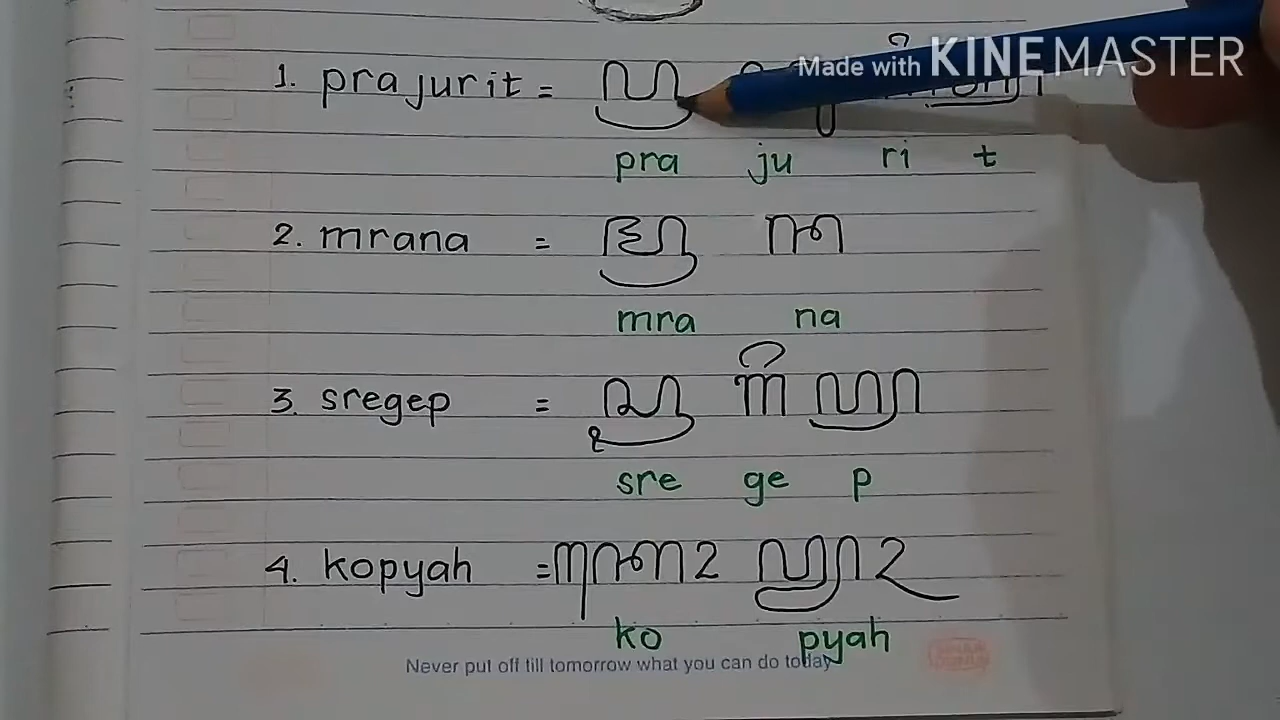 Made with KINEMASTER
1. prajurit = ꦥꦿ
pra ju ri t
2. mrana = ꦩꦿ ꦤ
mra na
3. sregep = ꦱꦽ ꦒꦼ ꦥ꧀
sre ge p
4. kopyah = ꦏꦺꦴ ꦥꦾꦃ
ko pyah
Never put off till tomorrow what you can do today